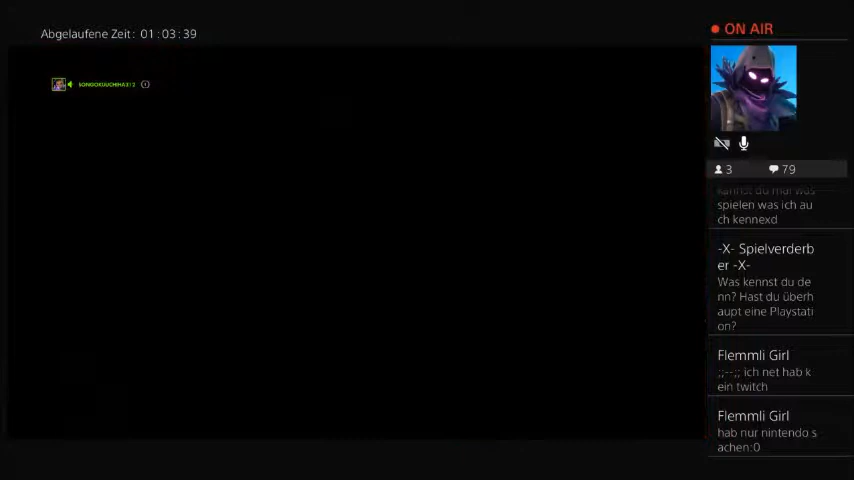 Abgelaufene Zeit: 01:03:39
ON AIR
SONGOKUUCHIHA312
3 79
kannst du mal was
spielen was ich au
ch kennexd
-X- Spielverderb
er -X-
Was kennst du de
nn? Hast du überh
aupt eine Playstati
on?
Flemmli Girl
;;--;; ich net hab k
ein twitch
Flemmli Girl
hab nur nintendo s
achen:0